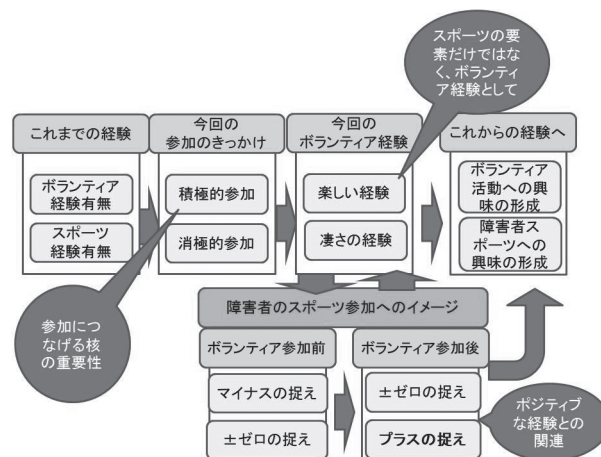 スポーツの要
素だけではな
く、ボランティ
ア経験として
これまでの経験
今回の
参加のきっかけ
今回の
ボランティア経験
これからの経験へ
ボランティア
経験有無
スポーツ
経験有無
積極的参加
消極的参加
楽しい経験
凄さの経験
ボランティア
活動への興
味の形成
障害者ス
ポーツへの
興味の形成
参加につ
なげる核
の重要性
障害者のスポーツ参加へのイメージ
ボランティア参加前
ボランティア参加後
マイナスの捉え
±ゼロの捉え
±ゼロの捉え
プラスの捉え
ポジティブ
な経験との
関連